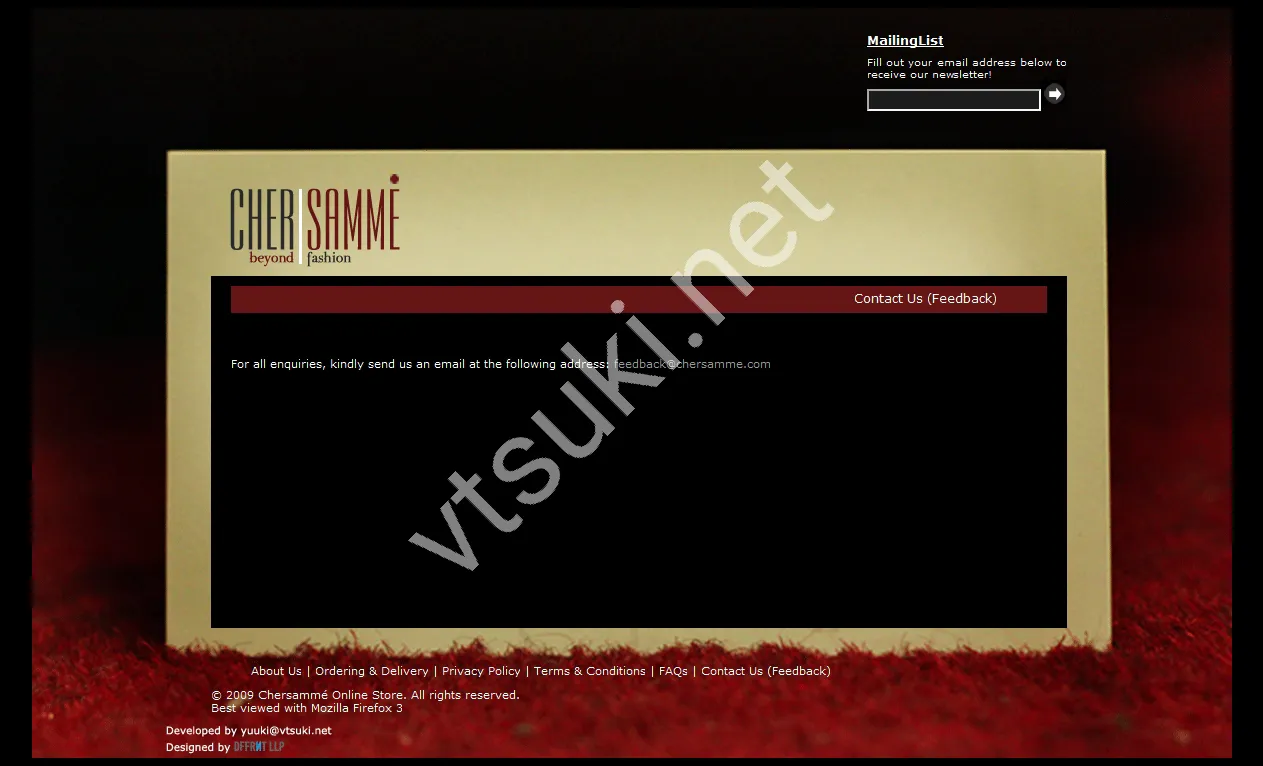 MailingList
Fill out your email address below to
receive our newsletter!
CHER SAMMÉ
beyond fashion
Contact Us (Feedback)
For all enquiries, kindly send us an email at the following address: feedback@chersamme.com
vtsuki.net
About Us | Ordering & Delivery | Privacy Policy | Terms & Conditions | FAQs | Contact Us (Feedback)
© 2009 Chersammé Online Store. All rights reserved.
Best viewed with Mozilla Firefox 3
Developed by yuuki@vtsuki.net
Designed by DFFRNT LLP